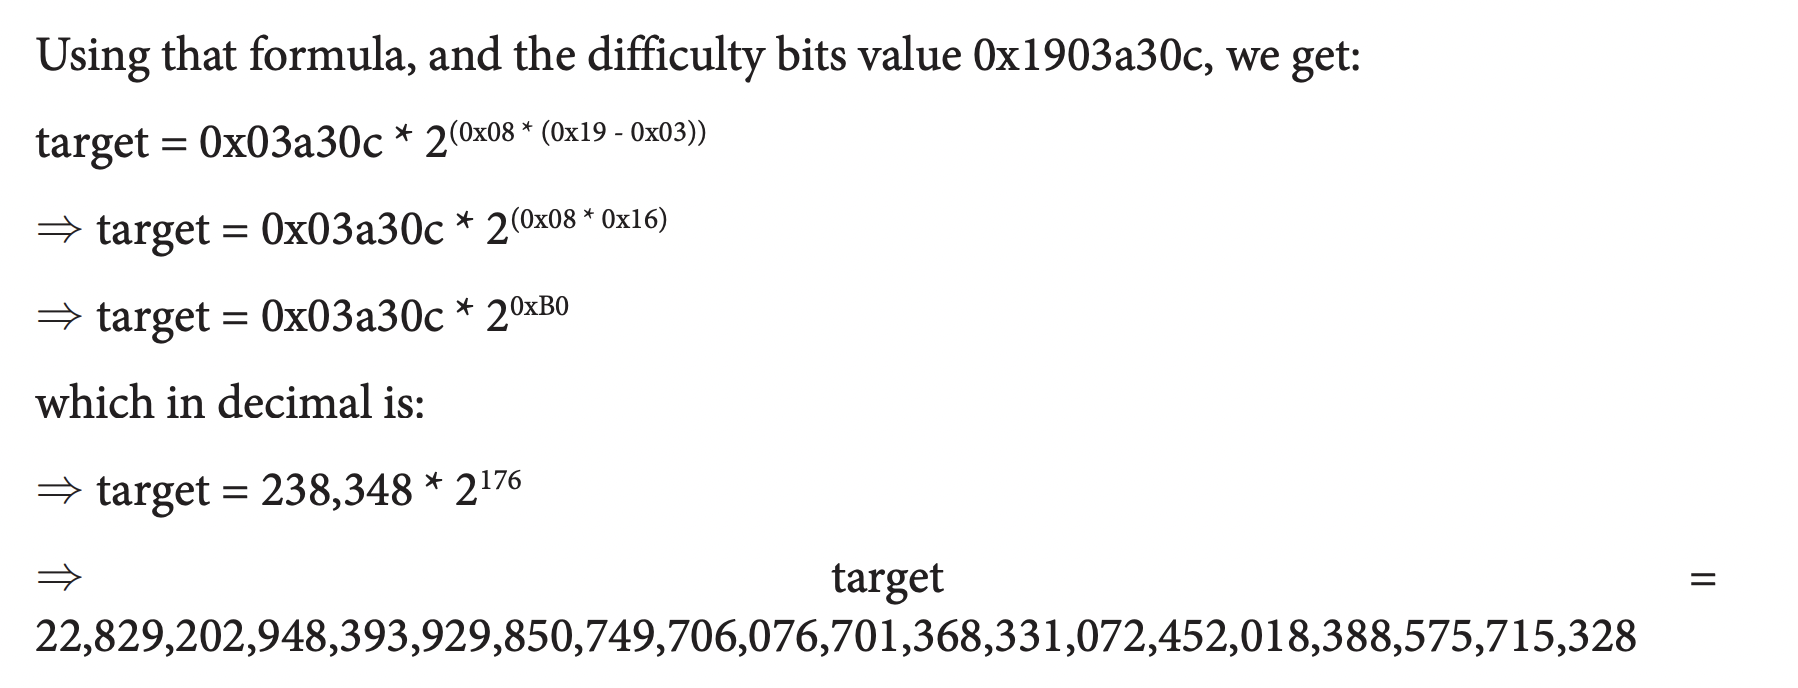 Using that formula, and the difficulty bits value 0x1903a30c, we get:
target = 0x03a30c * 2^(0x08 * (0x19 - 0x03))
⇒ target = 0x03a30c * 2^(0x08 * 0x16)
⇒ target = 0x03a30c * 2^0xB0
which in decimal is:
⇒ target = 238,348 * 2^176
⇒ target =
22,829,202,948,393,929,850,749,706,076,701,368,331,072,452,018,388,575,715,328